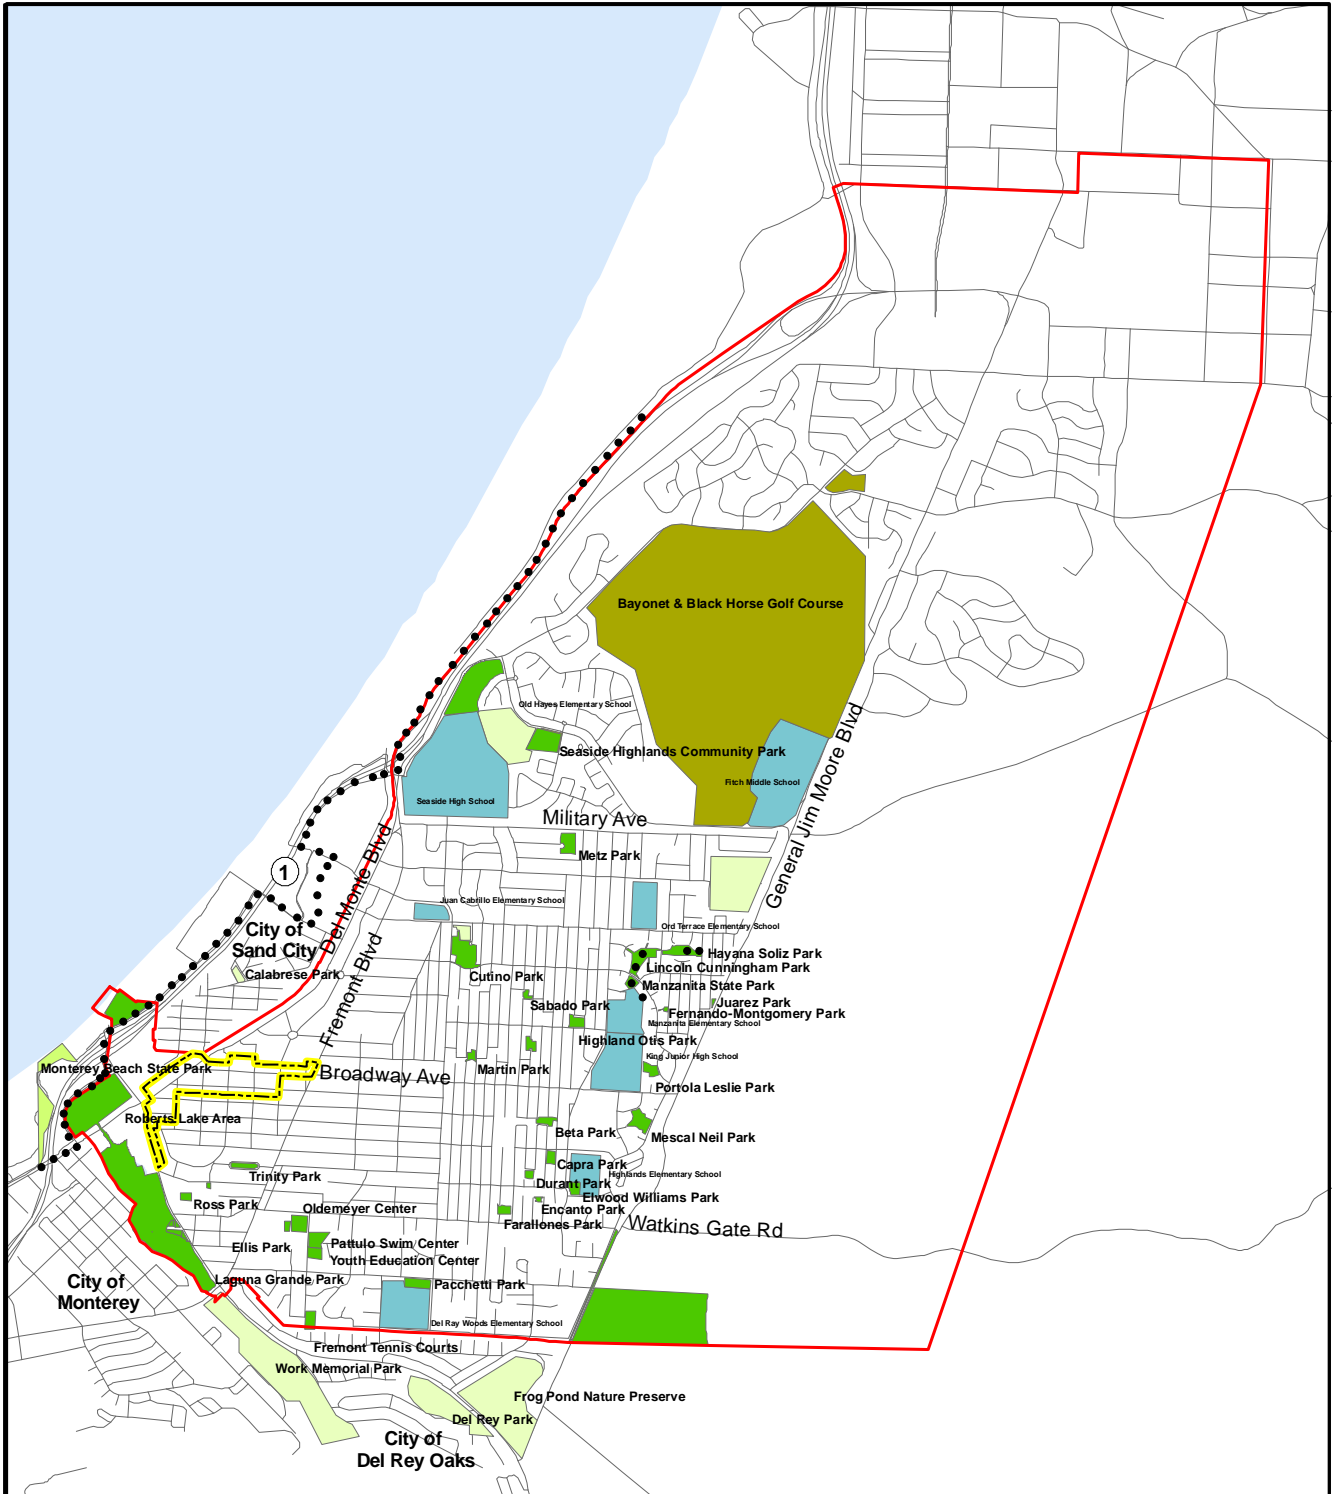 Bayonet & Black Horse Golf Course
Old Hayes Elementary School
Seaside Highlands Community Park
Fitch Middle School
General Jim Moore Blvd
Seaside High School
Military Ave
Metz Park
1
Del Monte Blvd
Juan Cabrillo Elementary School
Ord Terrace Elementary School
City of
Sand City
Fremont Blvd
Hayana Soliz Park
Lincoln Cunningham Park
Calabrese Park
Cutino Park
Manzanita State Park
Sabado Park
Juarez Park
Fernando-Montgomery Park
Manzanita Elementary School
Highland Otis Park
King Junior High School
Monterey Beach State Park
Broadway Ave
Martin Park
Portola Leslie Park
Roberts Lake Area
Beta Park
Mescal Neil Park
Capra Park
Highlands Elementary School
Trinity Park
Durant Park
Elwood Williams Park
Ross Park
Oldemeyer Center
Encanto Park
Farallones Park
Watkins Gate Rd
Ellis Park
Pattulo Swim Center
Youth Education Center
Laguna Grande Park
Pacchetti Park
City of
Monterey
Del Ray Woods Elementary School
Fremont Tennis Courts
Work Memorial Park
Frog Pond Nature Preserve
Del Rey Park
City of
Del Rey Oaks